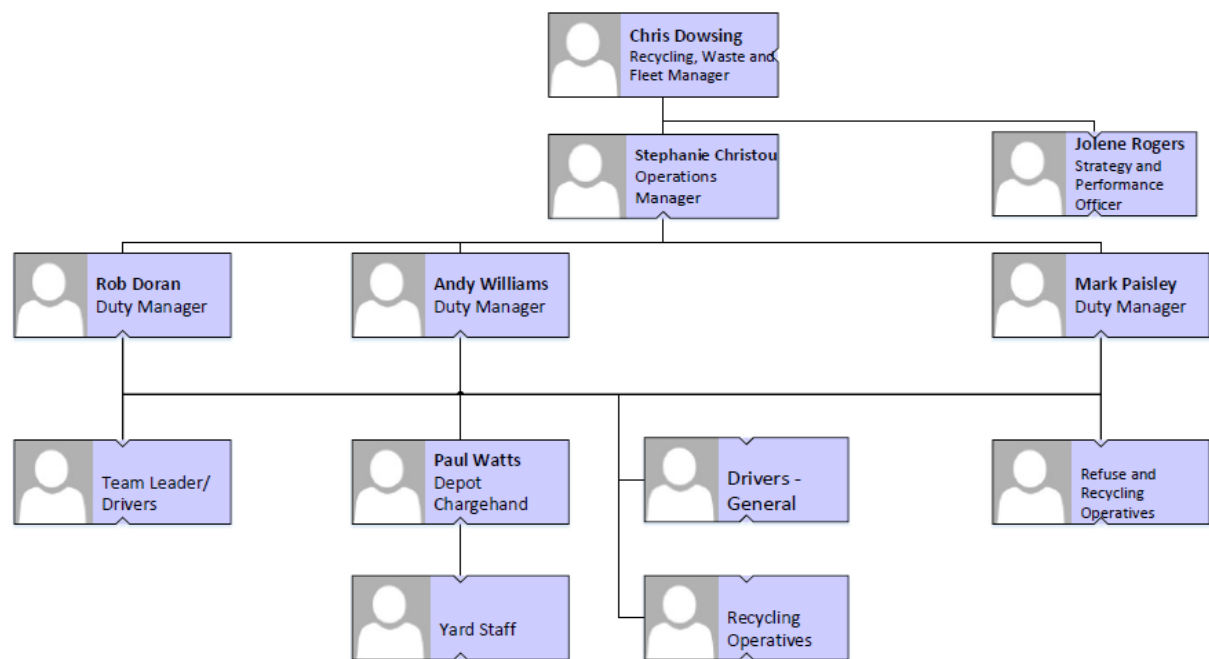 Chris Dowsing
Recycling, Waste and
Fleet Manager
Stephanie Christou
Operations
Manager
Jolene Rogers
Strategy and
Performance
Officer
Rob Doran
Duty Manager
Andy Williams
Duty Manager
Mark Paisley
Duty Manager
Team Leader/
Drivers
Paul Watts
Depot
Chargehand
Drivers -
General
Refuse and
Recycling
Operatives
Yard Staff
Recycling
Operatives